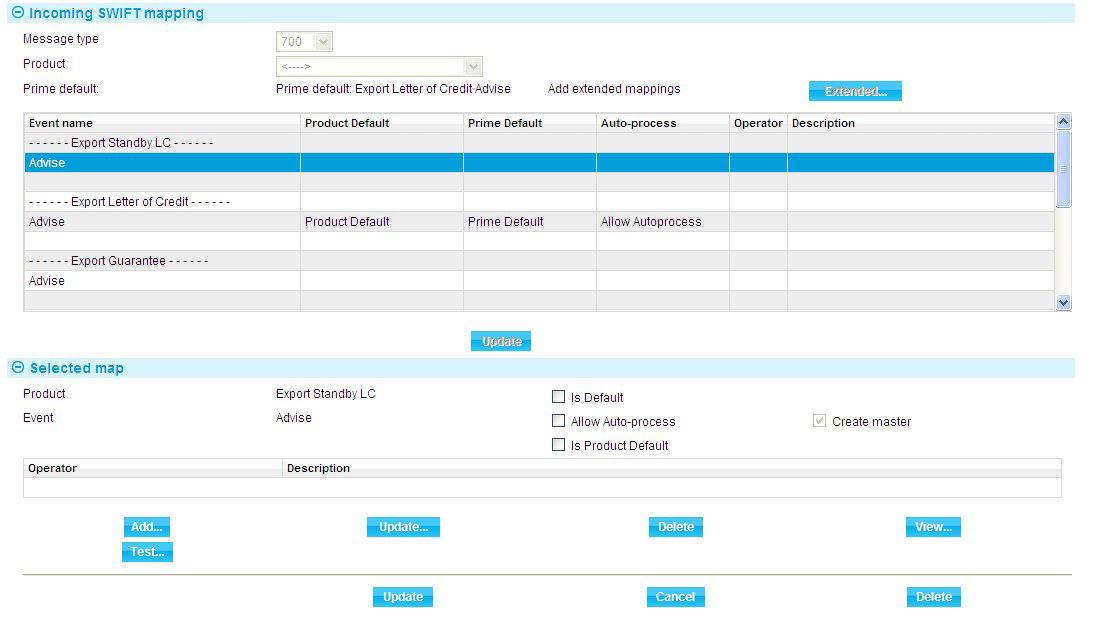 Incoming SWIFT mapping
Message type 700
Product <---->
Prime default: Prime default: Export Letter of Credit Advise Add extended mappings Extended...
Event name Product Default Prime Default Auto-process Operator Description
- - - - - - Export Standby LC - - - - - -
Advise
- - - - - - Export Letter of Credit - - - - - -
Advise Product Default Prime Default Allow Autoprocess
- - - - - - Export Guarantee - - - - - -
Advise
Update
Selected map
Product Export Standby LC Is Default
Event Advise Allow Auto-process Create master
Is Product Default
Operator Description
Add... Update... Delete View...
Test...
Update Cancel Delete